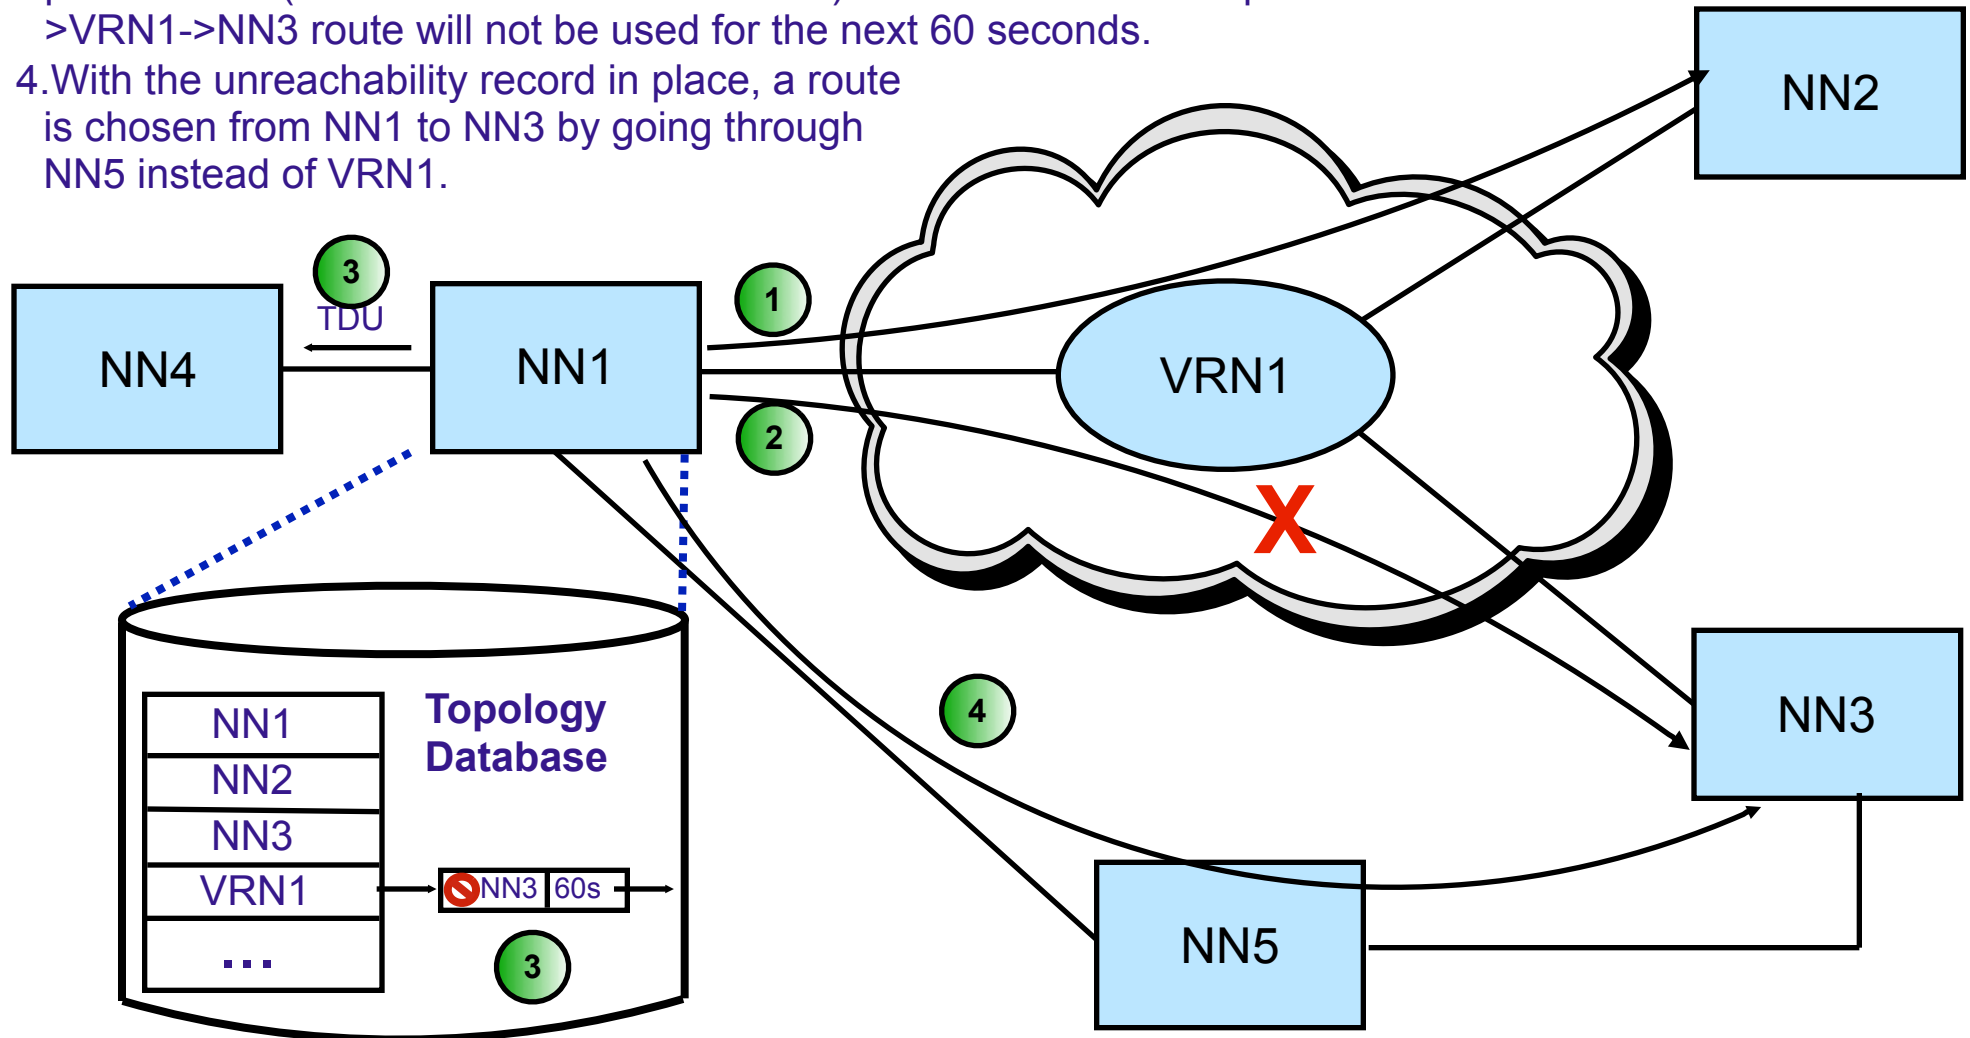 >VRN1->NN3 route will not be used for the next 60 seconds.
4.With the unreachability record in place, a route
is chosen from NN1 to NN3 by going through
NN5 instead of VRN1.
NN2
3
TDU
1
NN4
NN1
VRN1
2
X
Topology
Database
NN1
NN2
NN3
VRN1
...
NN3
60s
3
4
NN3
NN5